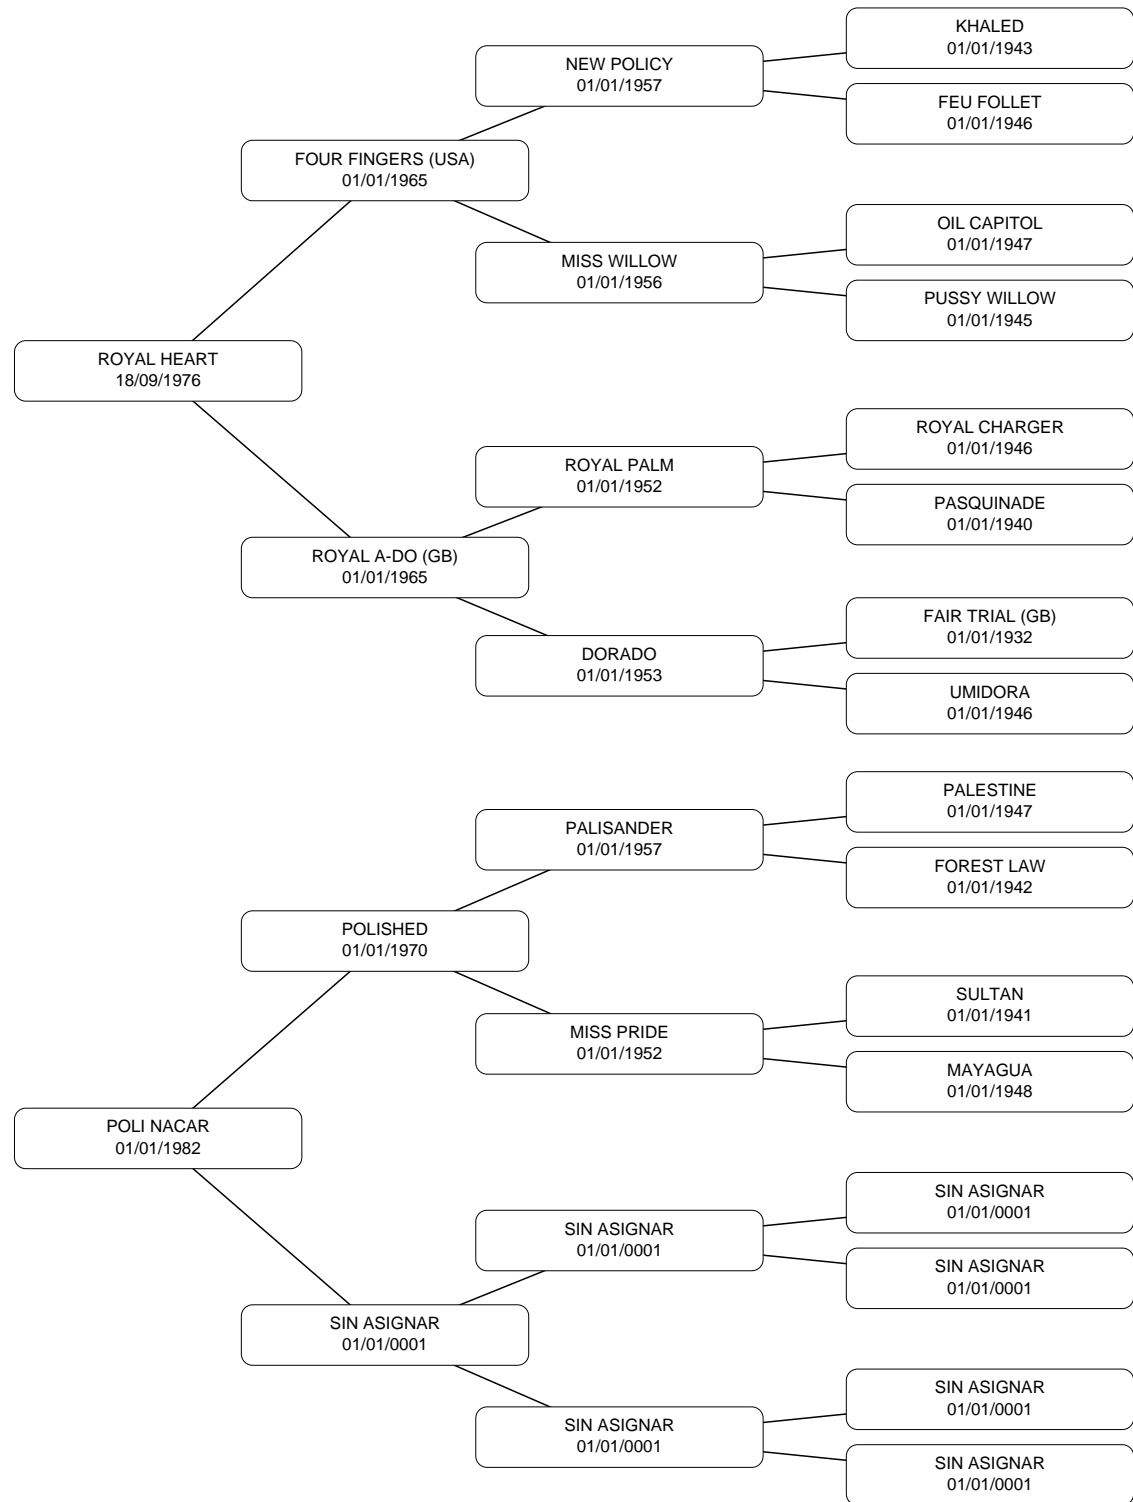 KHALED
01/01/1943
NEW POLICY
01/01/1957
FEU FOLLET
01/01/1946
FOUR FINGERS (USA)
01/01/1965
OIL CAPITOL
01/01/1947
MISS WILLOW
01/01/1956
PUSSY WILLOW
01/01/1945
ROYAL HEART
18/09/1976
ROYAL CHARGER
01/01/1946
ROYAL PALM
01/01/1952
PASQUINADE
01/01/1940
ROYAL A-DO (GB)
01/01/1965
FAIR TRIAL (GB)
01/01/1932
DORADO
01/01/1953
UMIDORA
01/01/1946
PALESTINE
01/01/1947
PALISANDER
01/01/1957
FOREST LAW
01/01/1942
POLISHED
01/01/1970
SULTAN
01/01/1941
MISS PRIDE
01/01/1952
MAYAGUA
01/01/1948
POLI NACAR
01/01/1982
SIN ASIGNAR
01/01/0001
SIN ASIGNAR
01/01/0001
SIN ASIGNAR
01/01/0001
SIN ASIGNAR
01/01/0001
SIN ASIGNAR
01/01/0001
SIN ASIGNAR
01/01/0001
SIN ASIGNAR
01/01/0001